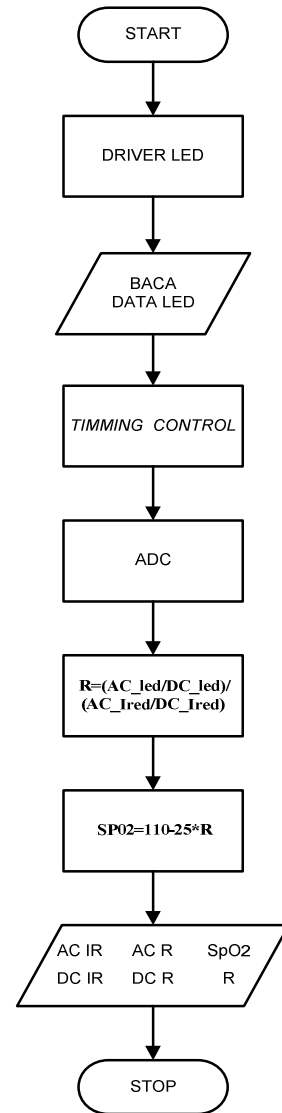 START
DRIVER LED
BACA
DATA LED
TIMMING CONTROL
ADC
R=(AC_led/DC_led)/
(AC_Ired/DC_Ired)
SP02=110-25*R
AC IR AC R SpO2
DC IR DC R R
STOP